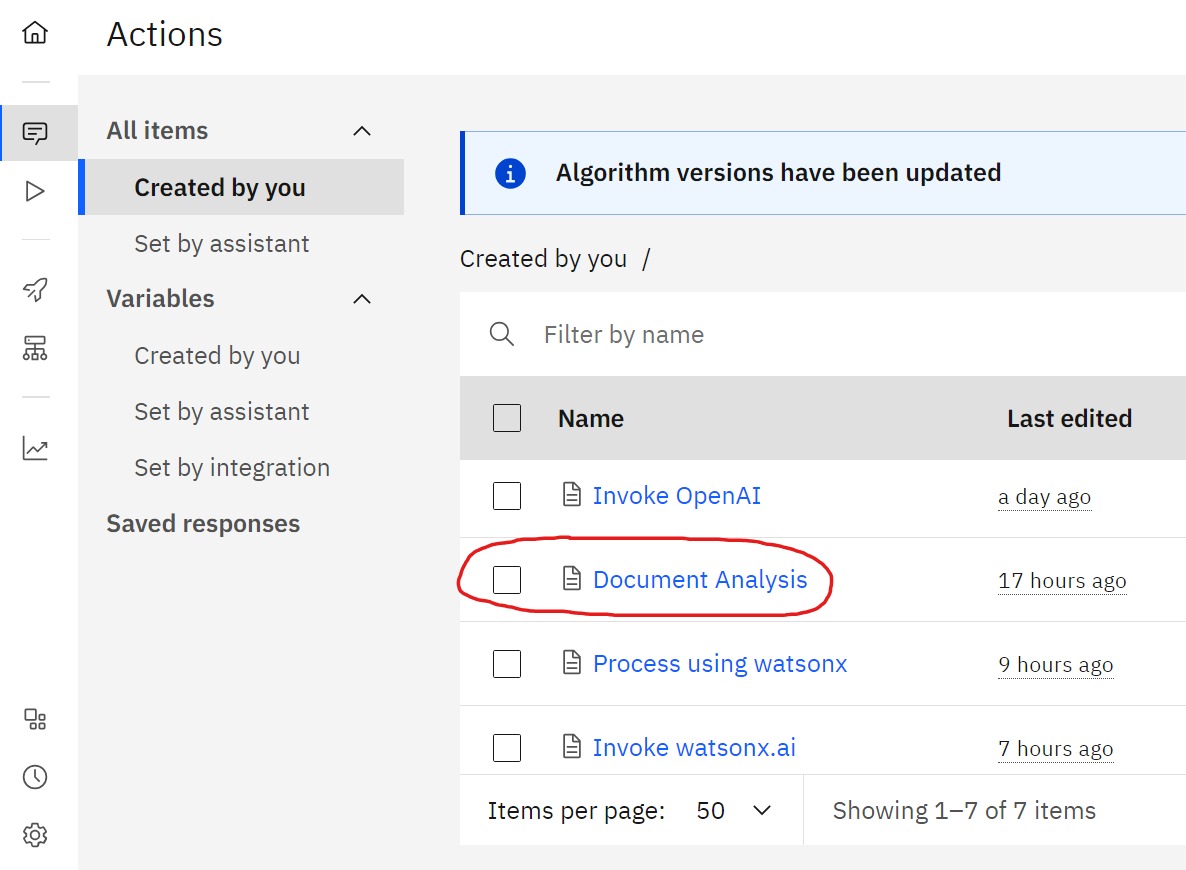 Actions
All items
Created by you
Set by assistant
Variables
Created by you
Set by assistant
Set by integration
Saved responses
Algorithm versions have been updated
Created by you /
Filter by name
Name Last edited
Invoke OpenAI a day ago
Document Analysis 17 hours ago
Process using watsonx 9 hours ago
Invoke watsonx.ai 7 hours ago
Items per page: 50 Showing 1–7 of 7 items